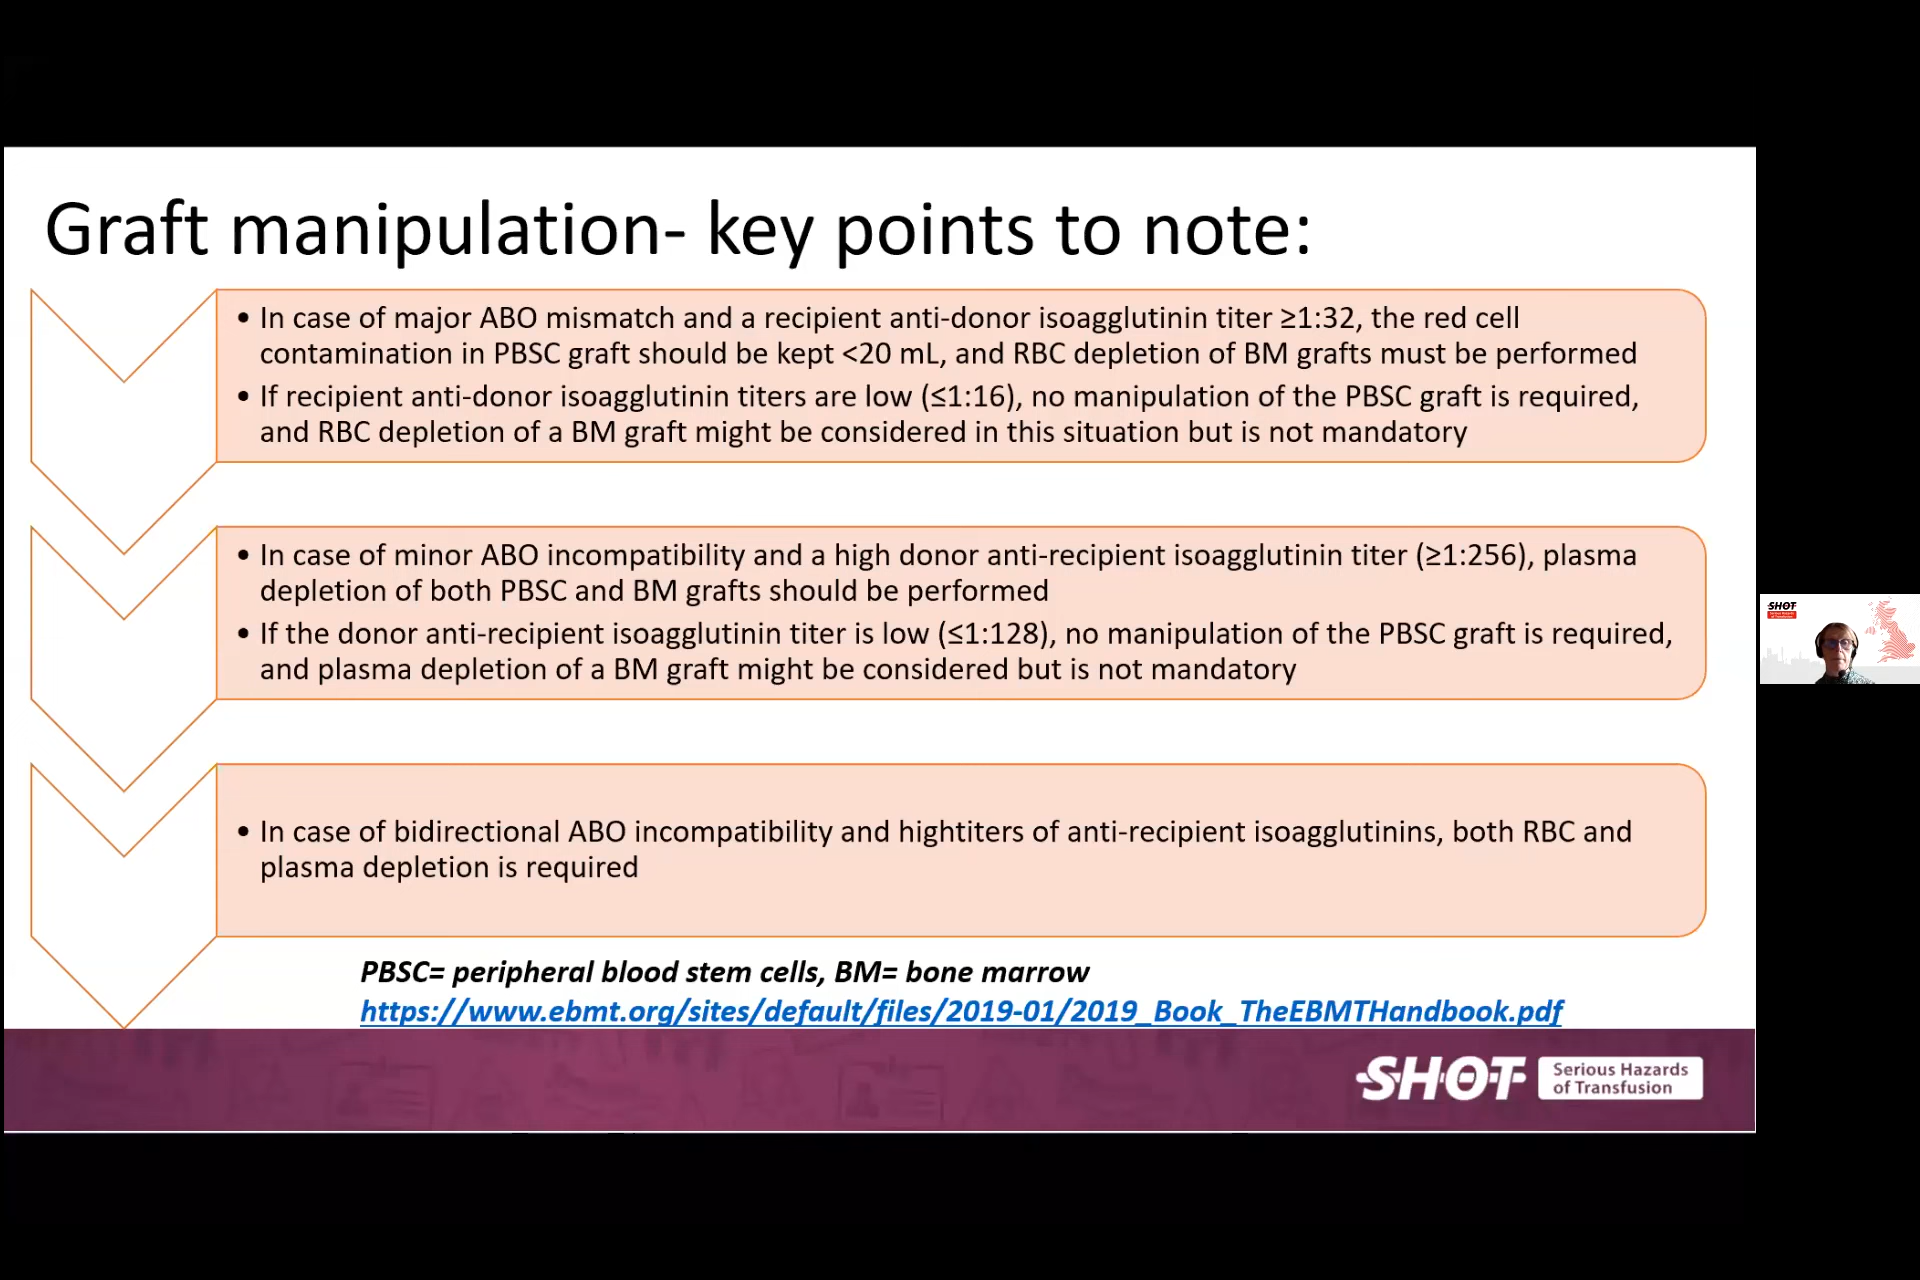 Graft manipulation- key points to note:
• In case of major ABO mismatch and a recipient anti-donor isoagglutinin titer ≥1:32, the red cell
contamination in PBSC graft should be kept <20 mL, and RBC depletion of BM grafts must be performed
• If recipient anti-donor isoagglutinin titers are low (≤1:16), no manipulation of the PBSC graft is required,
and RBC depletion of a BM graft might be considered in this situation but is not mandatory
• In case of minor ABO incompatibility and a high donor anti-recipient isoagglutinin titer (≥1:256), plasma
depletion of both PBSC and BM grafts should be performed
• If the donor anti-recipient isoagglutinin titer is low (≤1:128), no manipulation of the PBSC graft is required,
and plasma depletion of a BM graft might be considered but is not mandatory
• In case of bidirectional ABO incompatibility and hightiters of anti-recipient isoagglutinins, both RBC and
plasma depletion is required
PBSC= peripheral blood stem cells, BM= bone marrow
https://www.ebmt.org/sites/default/files/2019-01/2019_Book_TheEBMTHandbook.pdf
SHOT
Serious Hazards
of Transfusion
SHOT